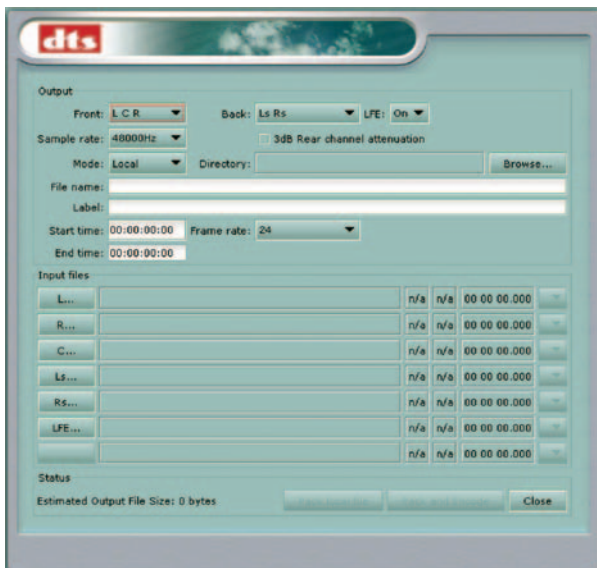 dts
Output
Front: L C R Back: Ls Rs LFE: On
Sample rate: 48000Hz 3dB Rear channel attenuation
Mode: Local Directory: Browse...
File name:
Label:
Start time: 00:00:00:00 Frame rate: 24
End time: 00:00:00:00
Input files
L... n/a n/a 00 00 00.000
R... n/a n/a 00 00 00.000
C... n/a n/a 00 00 00.000
Ls... n/a n/a 00 00 00.000
Rs... n/a n/a 00 00 00.000
LFE... n/a n/a 00 00 00.000
n/a n/a 00 00 00.000
Status
Estimated Output File Size: 0 bytes Close